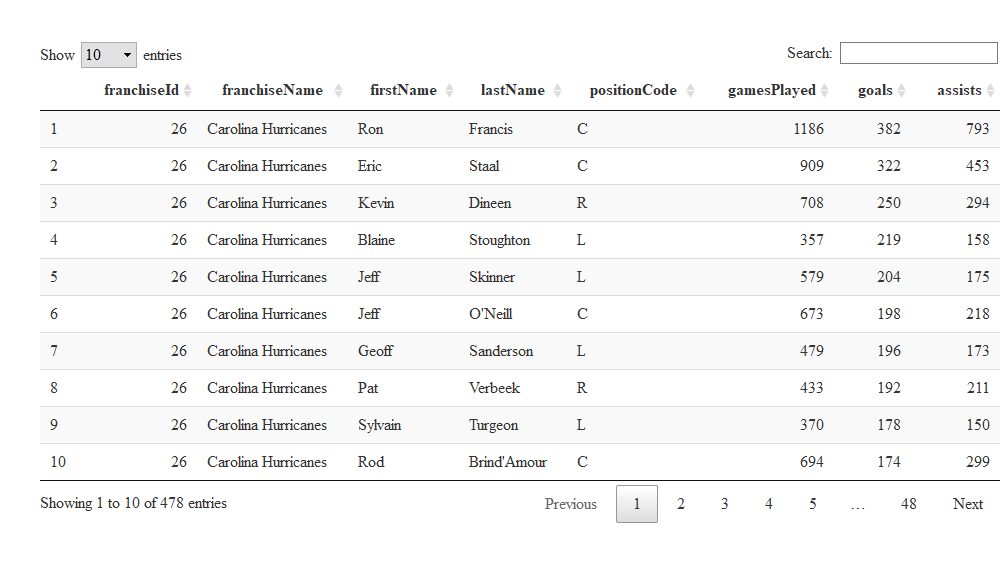 Show 10 entries Search:
franchiseId franchiseName firstName lastName positionCode gamesPlayed goals assists
1 26 Carolina Hurricanes Ron Francis C 1186 382 793
2 26 Carolina Hurricanes Eric Staal C 909 322 453
3 26 Carolina Hurricanes Kevin Dineen R 708 250 294
4 26 Carolina Hurricanes Blaine Stoughton L 357 219 158
5 26 Carolina Hurricanes Jeff Skinner L 579 204 175
6 26 Carolina Hurricanes Jeff O'Neill C 673 198 218
7 26 Carolina Hurricanes Geoff Sanderson L 479 196 173
8 26 Carolina Hurricanes Pat Verbeek R 433 192 211
9 26 Carolina Hurricanes Sylvain Turgeon L 370 178 150
10 26 Carolina Hurricanes Rod Brind'Amour C 694 174 299
Showing 1 to 10 of 478 entries Previous 1 2 3 4 5 … 48 Next